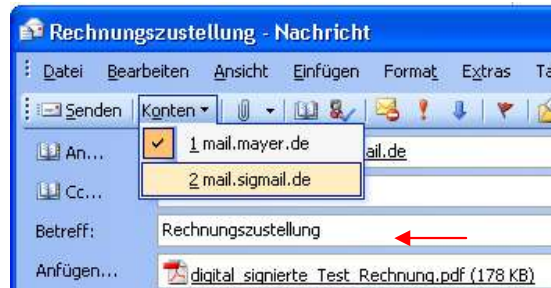 Rechnungszustellung - Nachricht
Datei Bearbeiten Ansicht Einfügen Format Extras Ta
Senden Konten
An... ail.de
1 mail.mayer.de
2 mail.sigmail.de
Cc...
Betreff: Rechnungszustellung
Anfügen... digital_signierte_Test_Rechnung.pdf (178 KB)